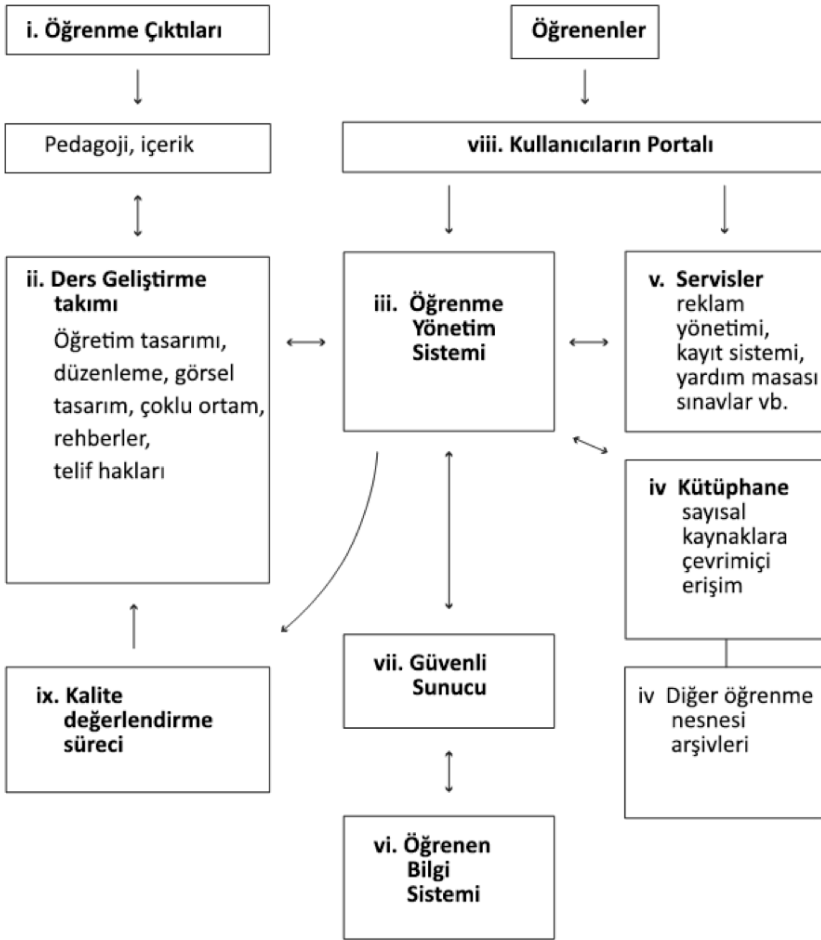 i. Öğrenme Çıktıları
Öğrenenler
Pedagoji, içerik
viii. Kullanıcıların Portalı
ii. Ders Geliştirme
takımı
Öğretim tasarımı,
düzenleme, görsel
tasarım, çoklu ortam,
rehberler,
telif hakları
iii. Öğrenme
Yönetim
Sistemi
v. Servisler
reklam
yönetimi,
kayıt sistemi,
yardım masası
sınavlar vb.
iv Kütüphane
sayısal
kaynaklara
çevrimiçi
erişim
ix. Kalite
değerlendirme
süreci
vii. Güvenli
Sunucu
iv Diğer öğrenme
nesnesi
arşivleri
vi. Öğrenen
Bilgi
Sistemi